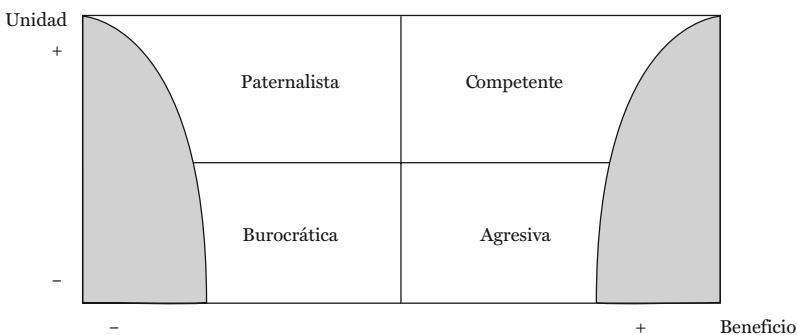 Unidad
+
Paternalista Competente
Burocrática Agresiva
–
– + Beneficio